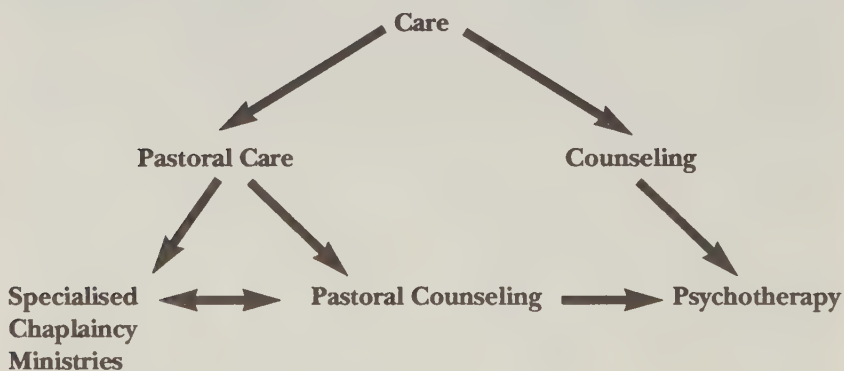 Care
Pastoral Care
Counseling
Specialised
Chaplaincy
Ministries
Pastoral Counseling
Psychotherapy